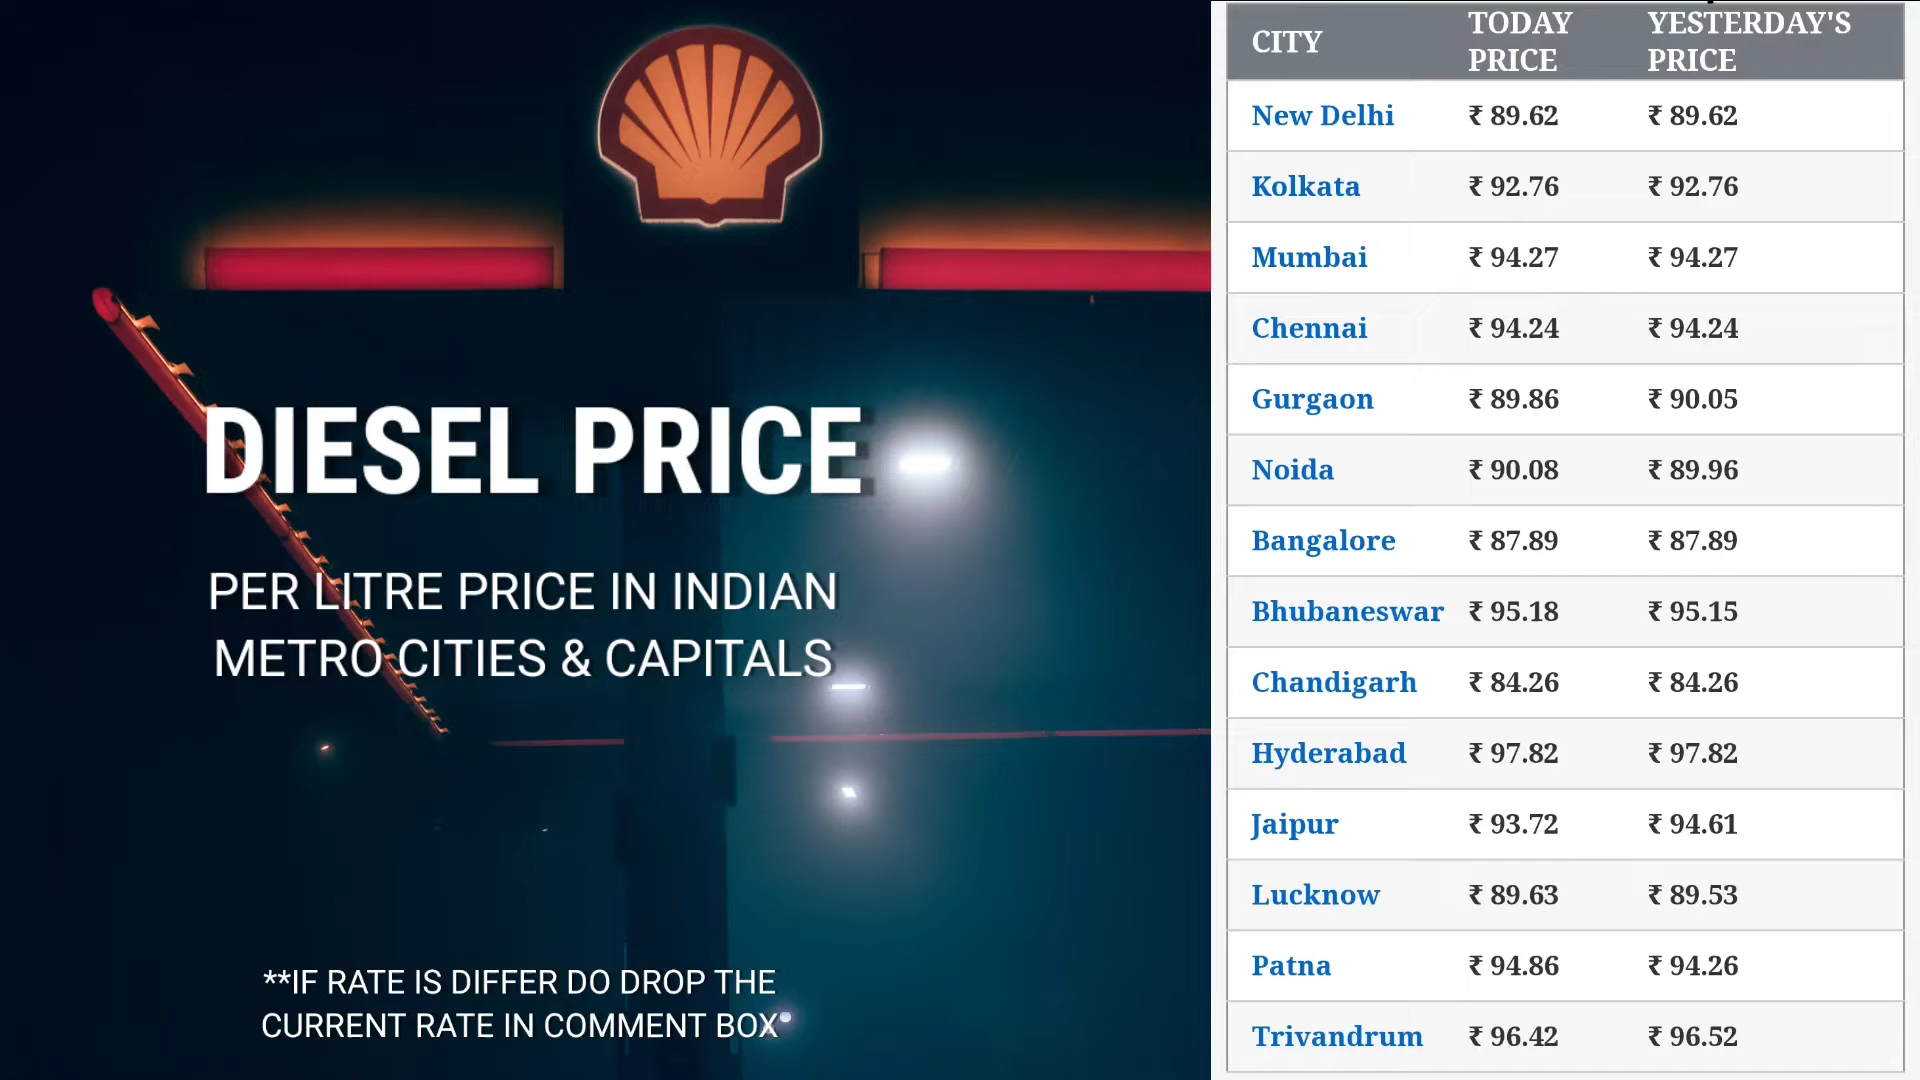 DIESEL PRICE
PER LITRE PRICE IN INDIAN
METRO CITIES & CAPITALS
**IF RATE IS DIFFER DO DROP THE
CURRENT RATE IN COMMENT BOX
CITY TODAY PRICE YESTERDAY'S PRICE
New Delhi ₹ 89.62 ₹ 89.62
Kolkata ₹ 92.76 ₹ 92.76
Mumbai ₹ 94.27 ₹ 94.27
Chennai ₹ 94.24 ₹ 94.24
Gurgaon ₹ 89.86 ₹ 90.05
Noida ₹ 90.08 ₹ 89.96
Bangalore ₹ 87.89 ₹ 87.89
Bhubaneswar ₹ 95.18 ₹ 95.15
Chandigarh ₹ 84.26 ₹ 84.26
Hyderabad ₹ 97.82 ₹ 97.82
Jaipur ₹ 93.72 ₹ 94.61
Lucknow ₹ 89.63 ₹ 89.53
Patna ₹ 94.86 ₹ 94.26
Trivandrum ₹ 96.42 ₹ 96.52